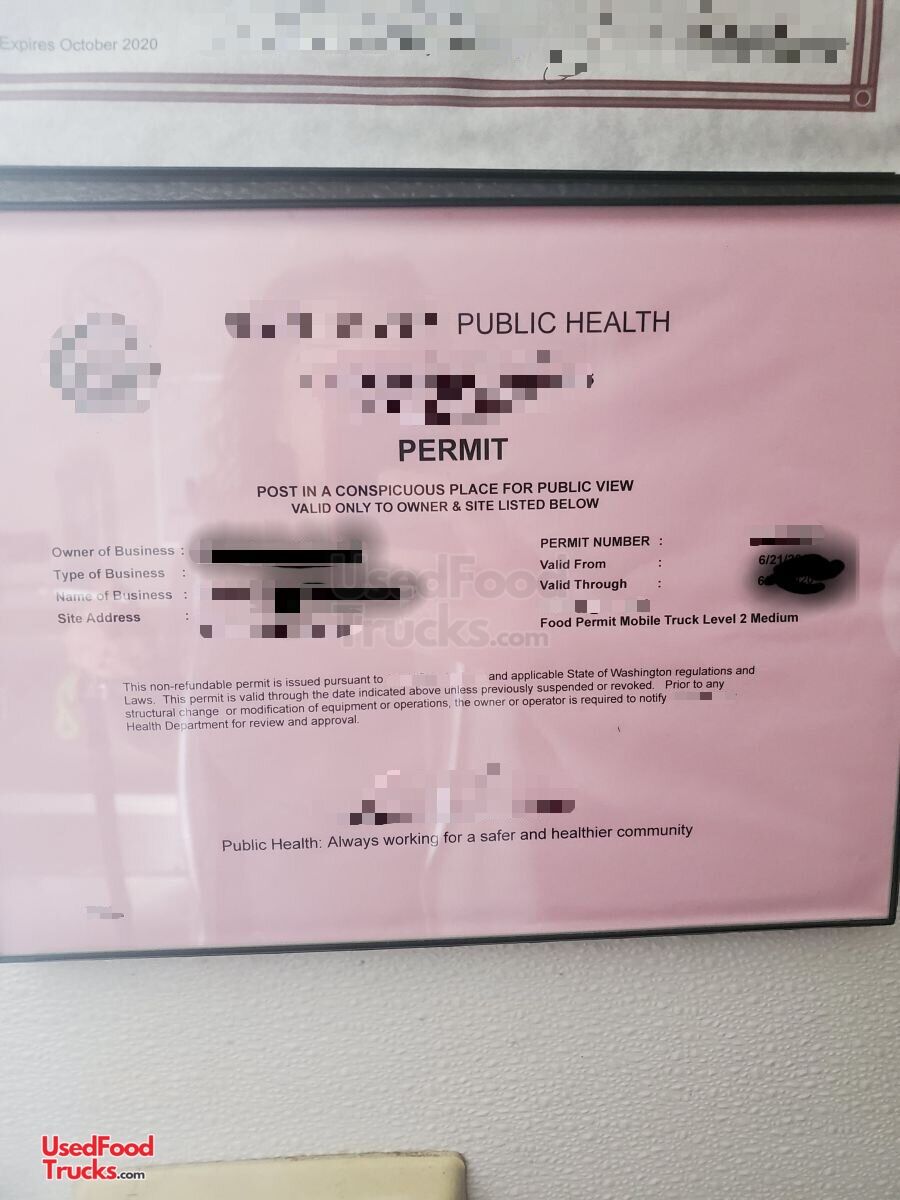 Expires October 2020
PUBLIC HEALTH
PERMIT
POST IN A CONSPICUOUS PLACE FOR PUBLIC VIEW
VALID ONLY TO OWNER & SITE LISTED BELOW
Owner of Business :
Type of Business :
Name of Business :
Site Address :
PERMIT NUMBER :
Valid From : 6/21/
Valid Through :
Food Permit Mobile Truck Level 2 Medium
This non-refundable permit is issued pursuant to and applicable State of Washington regulations and
Laws. This permit is valid through the date indicated above unless previously suspended or revoked. Prior to any
structural change or modification of equipment or operations, the owner or operator is required to notify
Health Department for review and approval.
Public Health: Always working for a safer and healthier community
UsedFood
Trucks.com
UsedFood
Trucks.com